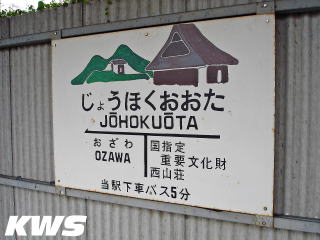 じょうほくおおた
JŌHOKUŌTA
おざわ
OZAWA
国指定
重要文化財
西山荘
当駅下車バス5分
KWS